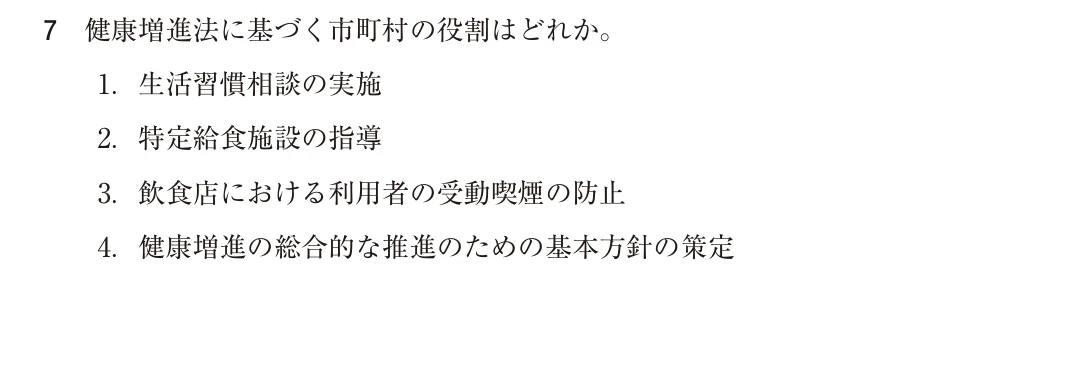 7 健康増進法に基づく市町村の役割はどれか。
1. 生活習慣相談の実施
2. 特定給食施設の指導
3. 飲食店における利用者の受動喫煙の防止
4. 健康増進の総合的な推進のための基本方針の策定